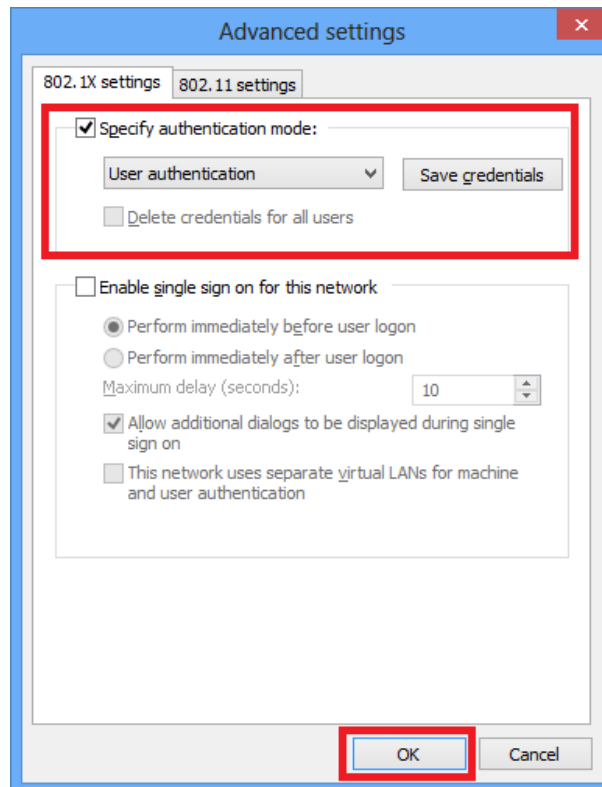 Advanced settings
802.1X settings
802.11 settings
Specify authentication mode:
User authentication
Save credentials
Delete credentials for all users
Enable single sign on for this network
Perform immediately before user logon
Perform immediately after user logon
Maximum delay (seconds):
10
Allow additional dialogs to be displayed during single
sign on
This network uses separate virtual LANs for machine
and user authentication
OK
Cancel